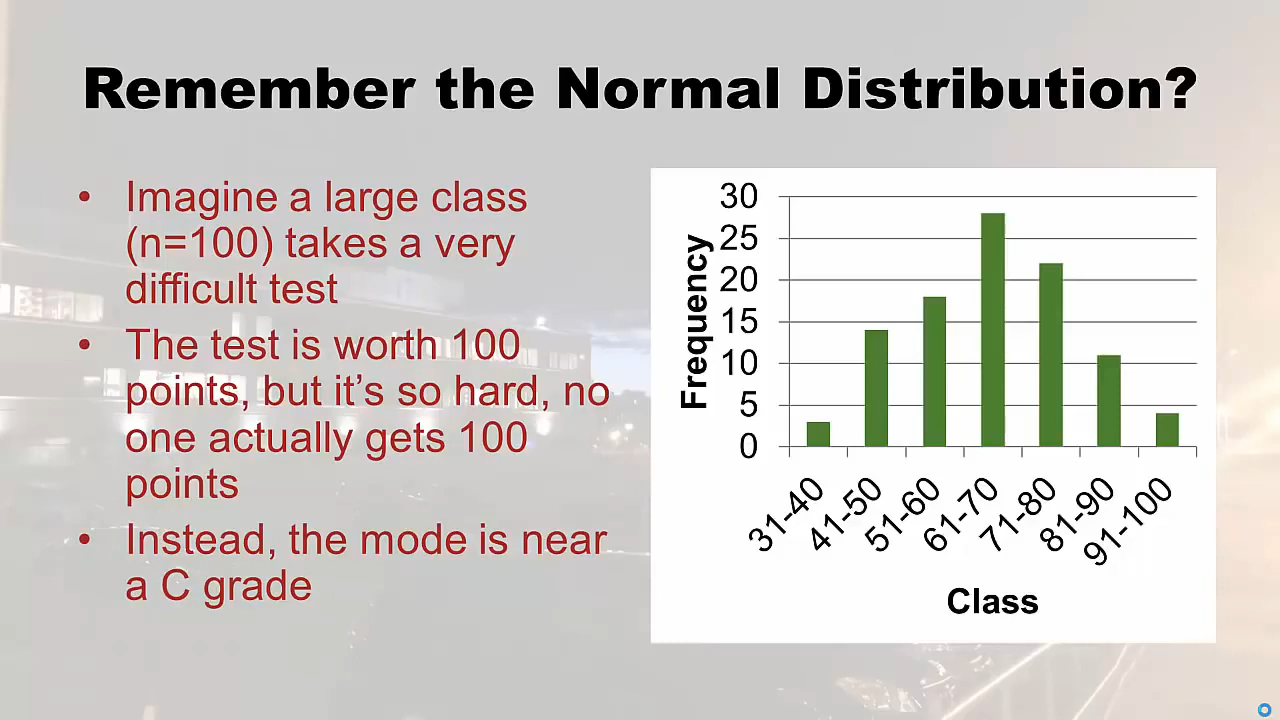 Remember the Normal Distribution?
• Imagine a large class
(n=100) takes a very
difficult test
• The test is worth 100
points, but it’s so hard, no
one actually gets 100
points
• Instead, the mode is near
a C grade
Frequency
30
25
20
15
10
5
0
31-40
41-50
51-60
61-70
71-80
81-90
91-100
Class